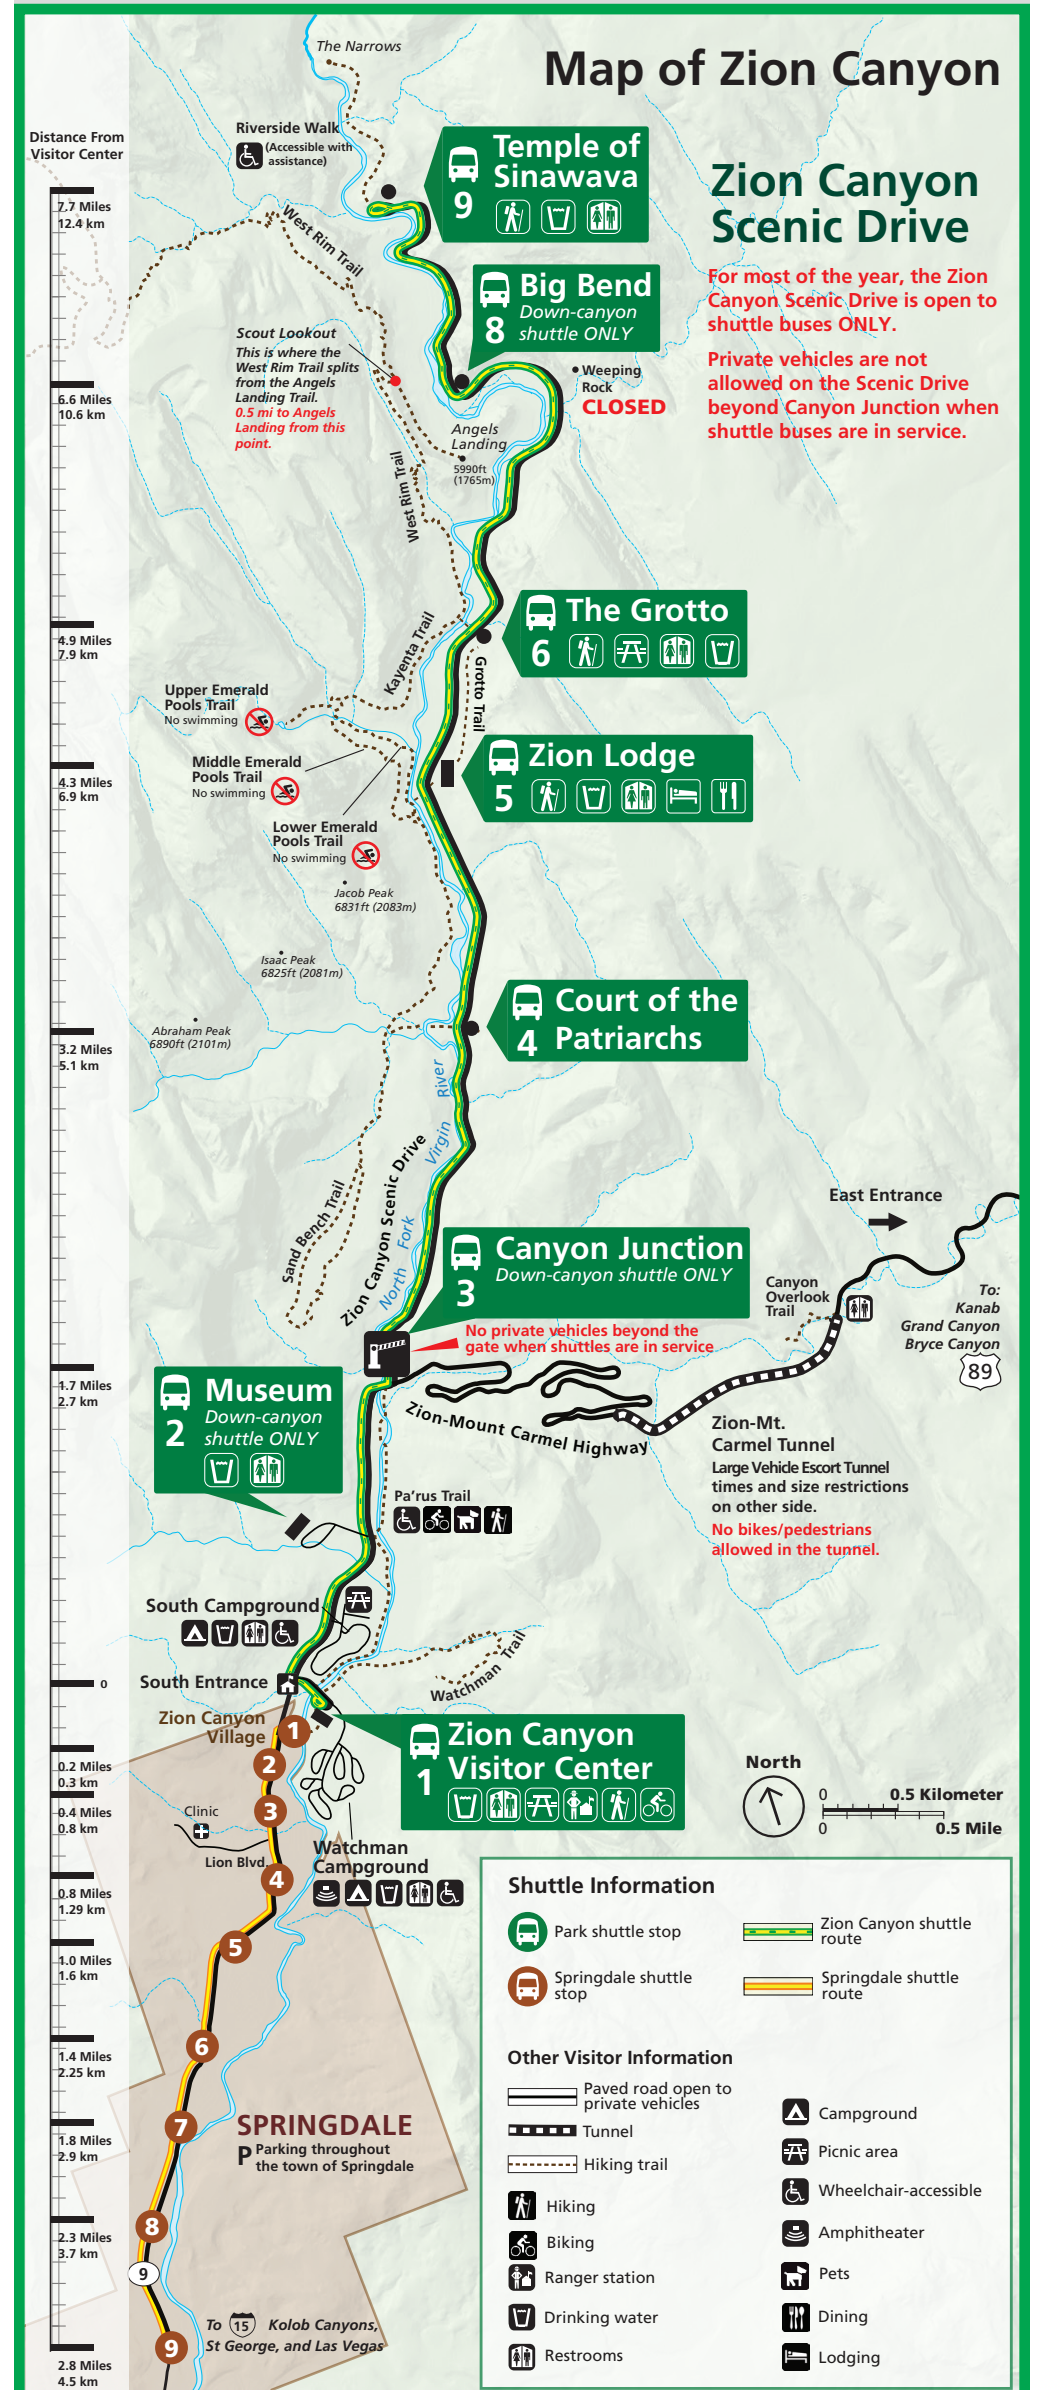 Map of Zion Canyon
The Narrows
Distance From
Visitor Center
Riverside Walk
(Accessible with
assistance)
Temple of
Sinawava
9
Zion Canyon
Scenic Drive
For most of the year, the Zion
Canyon Scenic Drive is open to
shuttle buses ONLY.
Private vehicles are not
allowed on the Scenic Drive
beyond Canyon Junction when
shuttle buses are in service.
7.7 Miles
12.4 km
West Rim Trail
Big Bend
Down-canyon
shuttle ONLY
8
Scout Lookout
This is where the
West Rim Trail splits
from the Angels
Landing Trail.
0.5 mi to Angels
Landing from this
point.
Weeping
Rock
CLOSED
6.6 Miles
10.6 km
Angels
Landing
5990ft
(1765m)
West Rim Trail
The Grotto
6
4.9 Miles
7.9 km
Kayenta Trail
Grotto Trail
Upper Emerald
Pools Trail
No swimming
Middle Emerald
Pools Trail
No swimming
Zion Lodge
5
4.3 Miles
6.9 km
Lower Emerald
Pools Trail
No swimming
Jacob Peak
6831ft (2083m)
Isaac Peak
6825ft (2081m)
Court of the
Patriarchs
4
Abraham Peak
6890ft (2101m)
3.2 Miles
5.1 km
North Fork Virgin River
Zion Canyon Scenic Drive
Sand Bench Trail
East Entrance
Canyon Junction
Down-canyon shuttle ONLY
3
Canyon
Overlook
Trail
To:
Kanab
Grand Canyon
Bryce Canyon
89
No private vehicles beyond the
gate when shuttles are in service
1.7 Miles
2.7 km
Museum
Down-canyon
shuttle ONLY
2
Zion-Mount Carmel Highway
Zion-Mt.
Carmel Tunnel
Large Vehicle Escort Tunnel
times and size restrictions
on other side.
No bikes/pedestrians
allowed in the tunnel.
Pa'rus Trail
South Campground
Watchman Trail
0
South Entrance
Zion Canyon
Village
Zion Canyon
Visitor Center
1
1
2
3
4
5
6
7
8
9
9
0.2 Miles
0.3 km
0.4 Miles
0.8 km
Clinic
Lion Blvd.
Watchman
Campground
0.8 Miles
1.29 km
1.0 Miles
1.6 km
1.4 Miles
2.25 km
1.8 Miles
2.9 km
2.3 Miles
3.7 km
2.8 Miles
4.5 km
SPRINGDALE
P Parking throughout
the town of Springdale
To 15 Kolob Canyons,
St George, and Las Vegas
North
0 0.5 Kilometer
0 0.5 Mile
Shuttle Information
Park shuttle stop
Zion Canyon shuttle
route
Springdale shuttle
stop
Springdale shuttle
route
Other Visitor Information
Paved road open to
private vehicles
Tunnel
Hiking trail
Hiking
Biking
Ranger station
Drinking water
Restrooms
Campground
Picnic area
Wheelchair-accessible
Amphitheater
Pets
Dining
Lodging